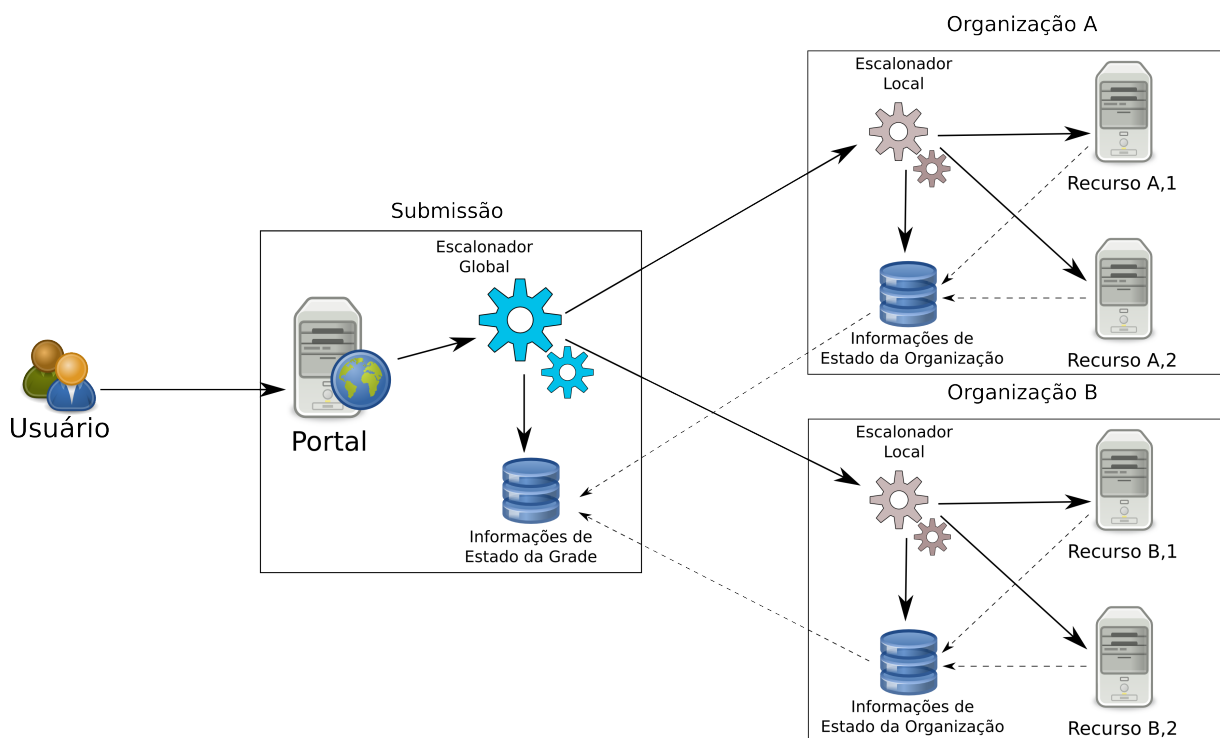 Usuário
Submissão
Escalonador
Global
Portal
Informações de
Estado da Grade
Organização A
Escalonador
Local
Recurso A,1
Informações de
Estado da Organização
Recurso A,2
Organização B
Escalonador
Local
Recurso B,1
Informações de
Estado da Organização
Recurso B,2